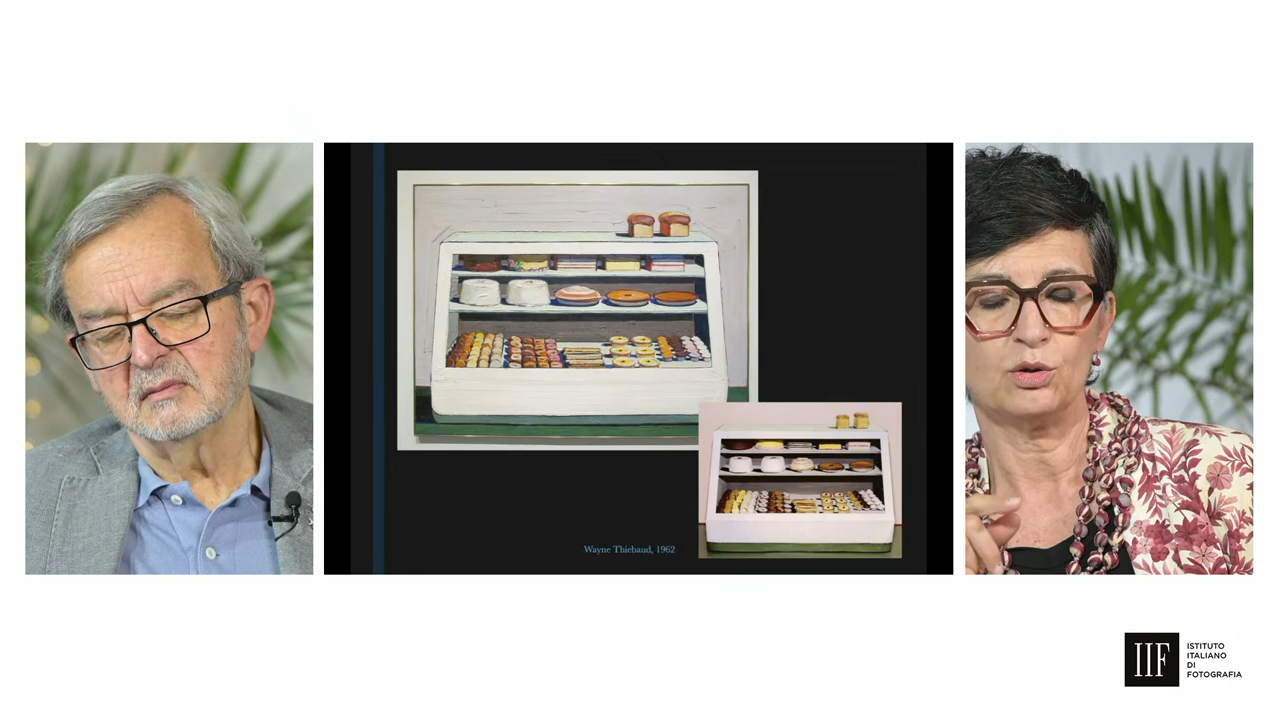 Wayne Thiebaud, 1962
IIF
ISTITUTO
ITALIANO
DI
FOTOGRAFIA